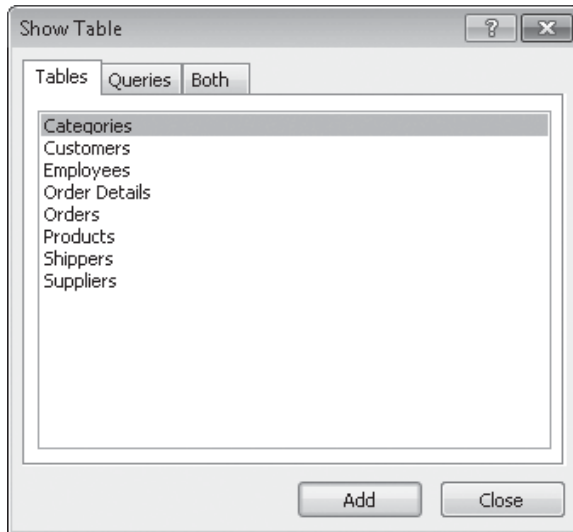 Show Table
?
Tables Queries Both
Categories
Customers
Employees
Order Details
Orders
Products
Shippers
Suppliers
Add Close